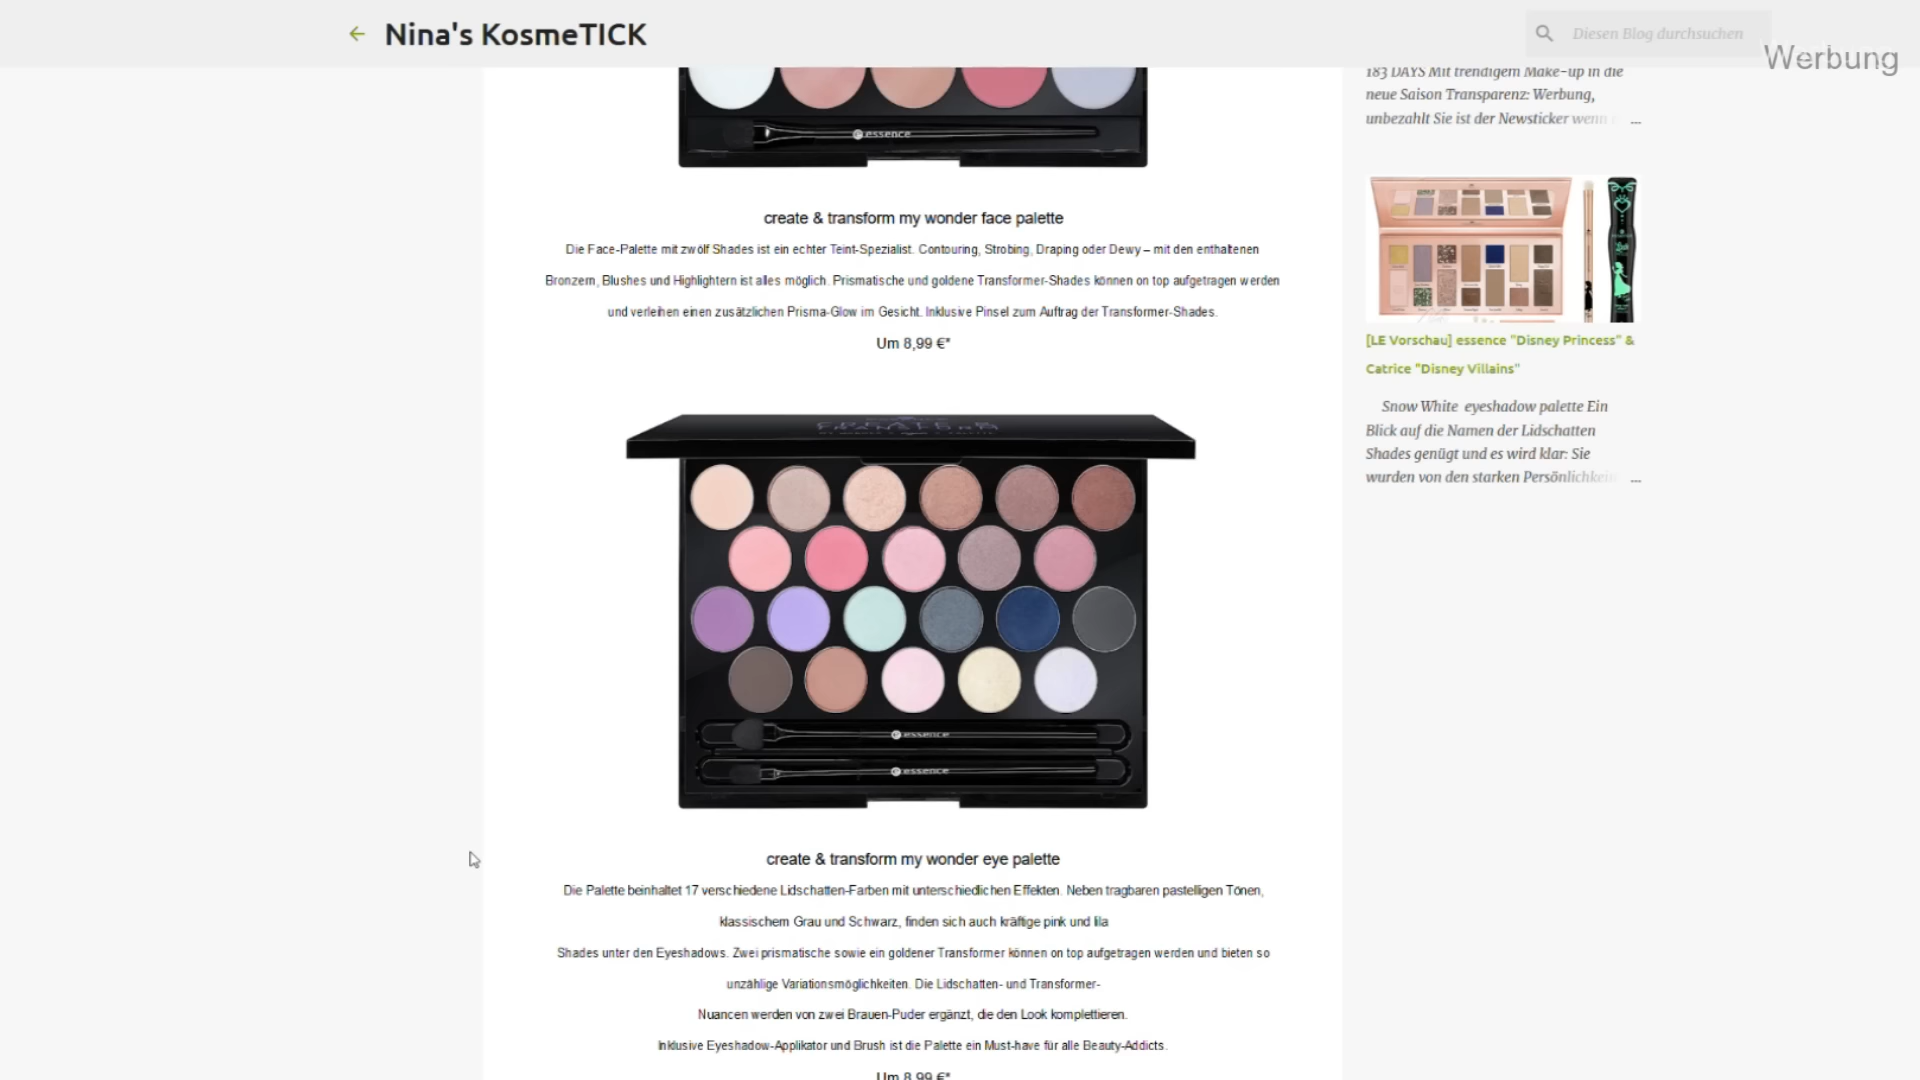 Nina's KosmeTICK
Diesen Blog durchsuchen
Werbung
essence
create & transform my wonder face palette
Die Face-Palette mit zwölf Shades ist ein echter Teint-Spezialist. Contouring, Strobing, Draping oder Dewy – mit den enthaltenen
Bronzern, Blushes und Highlightern ist alles möglich. Prismatische und goldene Transformer-Shades können on top aufgetragen werden
und verleihen einen zusätzlichen Prisma-Glow im Gesicht. Inklusive Pinsel zum Auftrag der Transformer-Shades.
Um 8,99 €*
CREATE &
TRANSFORM
essence
essence
create & transform my wonder eye palette
Die Palette beinhaltet 17 verschiedene Lidschatten-Farben mit unterschiedlichen Effekten. Neben tragbaren pastelligen Tönen,
klassischem Grau und Schwarz, finden sich auch kräftige pink und lila
Shades unter den Eyeshadows. Zwei prismatische sowie ein goldener Transformer können on top aufgetragen werden und bieten so
unzählige Variationsmöglichkeiten. Die Lidschatten- und Transformer-
Nuancen werden von zwei Brauen-Puder ergänzt, die den Look komplettieren.
Inklusive Eyeshadow-Applikator und Brush ist die Palette ein Must-have für alle Beauty-Addicts.
Um 8,99 €*
183 DAYS Mit trendigem Make-up in die
neue Saison Transparenz: Werbung,
unbezahlt Sie ist der Newsticker wenn ...
[LE Vorschau] essence "Disney Princess" &
Catrice "Disney Villains"
Snow White eyeshadow palette Ein
Blick auf die Namen der Lidschatten
Shades genügt und es wird klar: Sie
wurden von den starken Persönlichkeiten ...